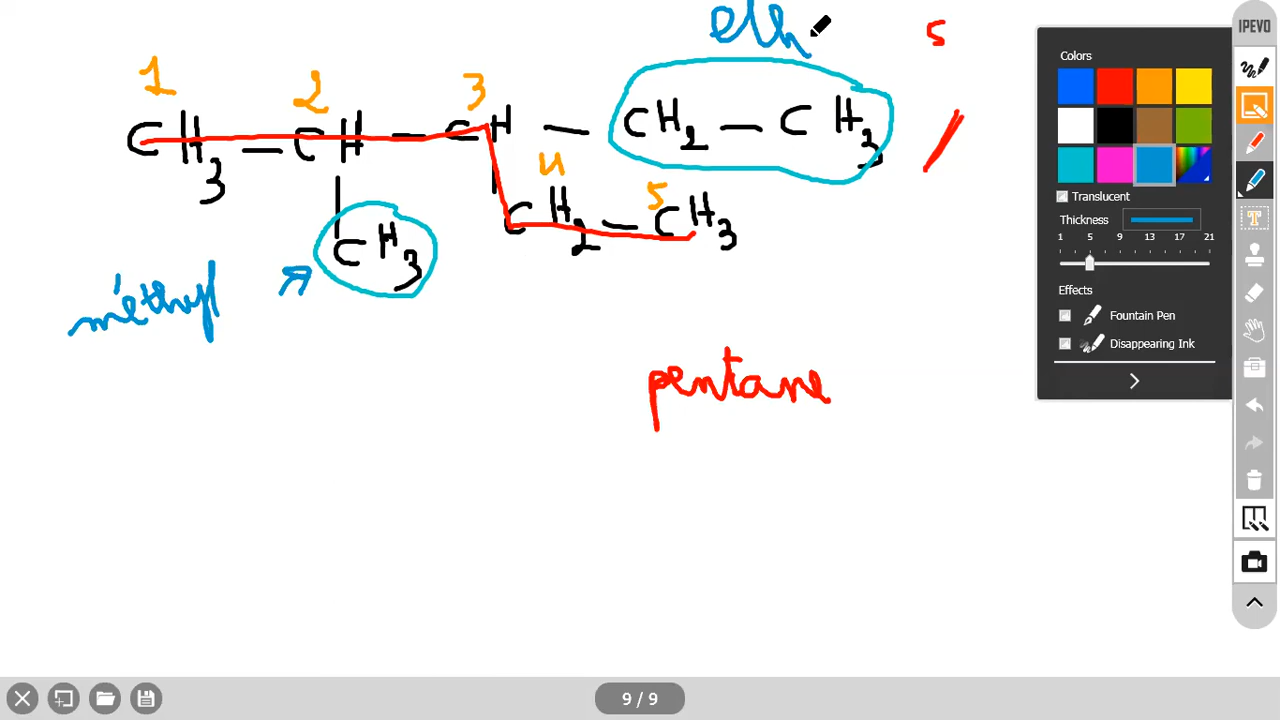 eth
5
1 2 3
CH3 — CH — CH — CH2 — CH3
4 5
CH2 — CH3
CH3
méthyl
pentane
IPEVO
Colors
Translucent
Thickness
1 5 9 13 17 21
Effects
Fountain Pen
Disappearing Ink
9 / 9